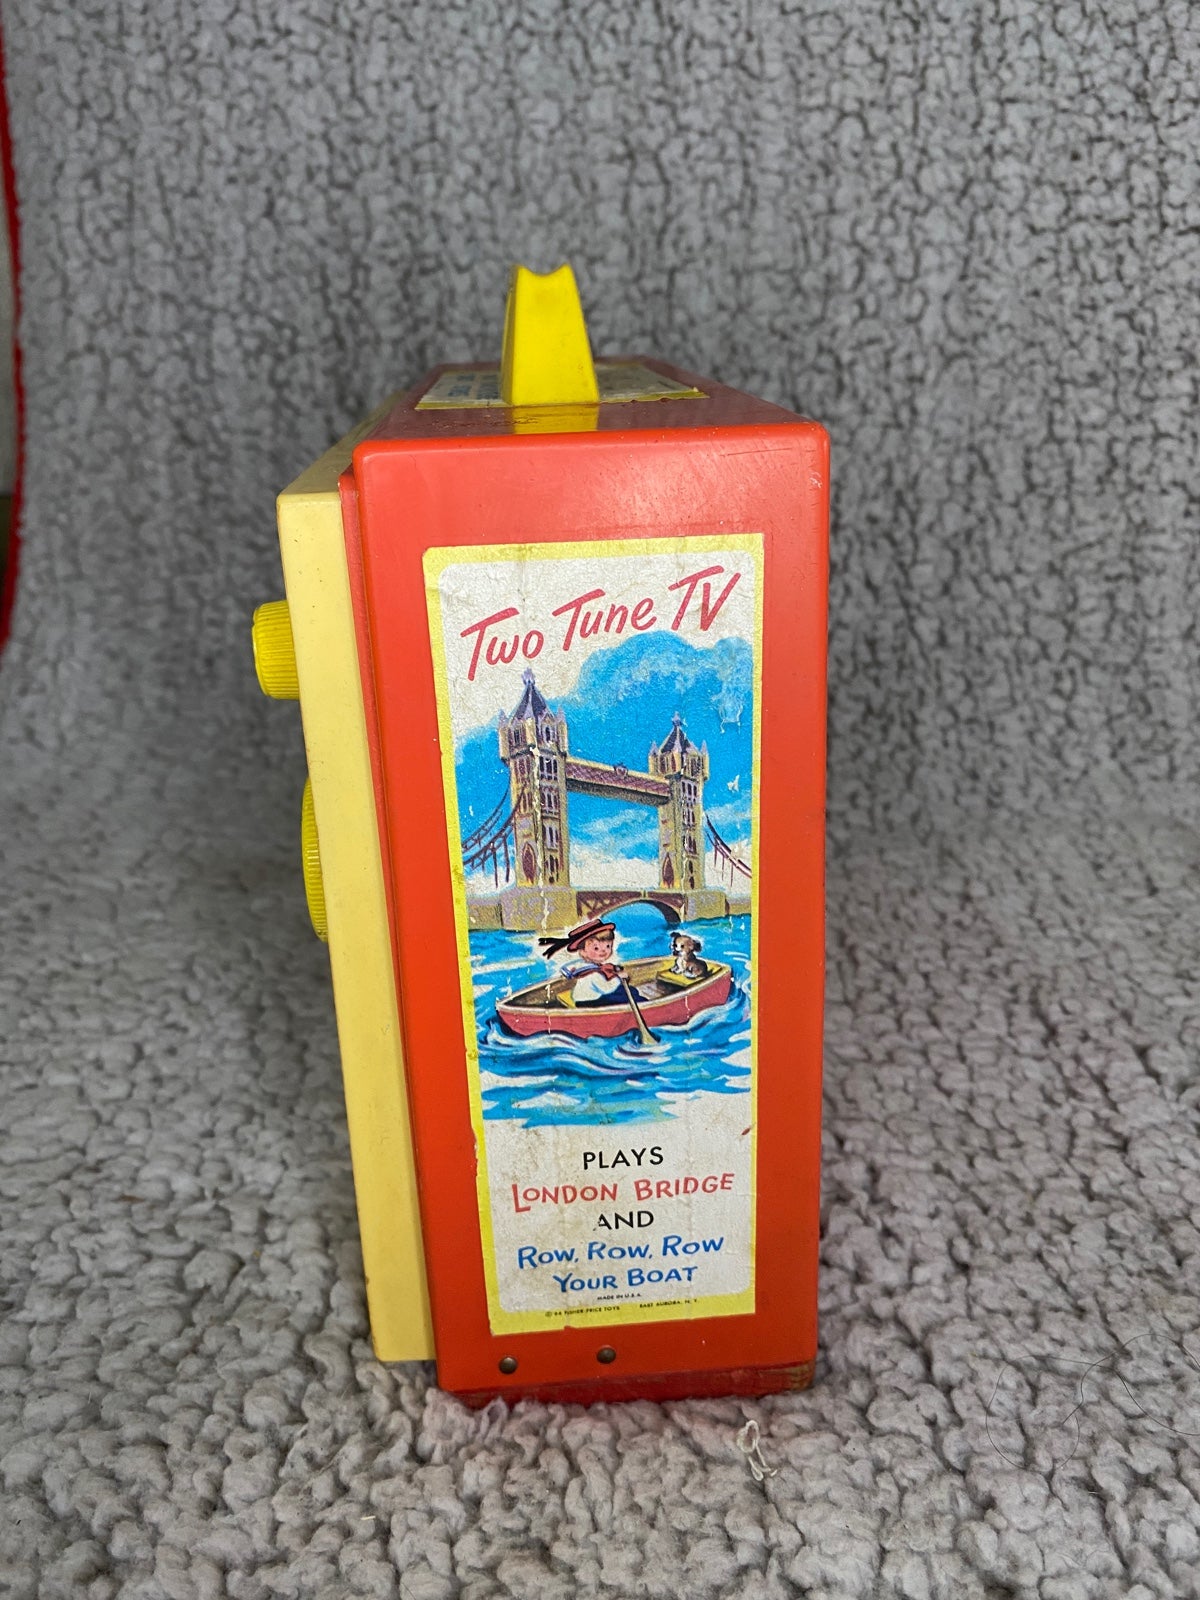 Two Tune TV
PLAYS
LONDON BRIDGE
AND
ROW, ROW, ROW
YOUR BOAT
MADE IN U.S.A.
© 66 FISHER-PRICE TOYS EAST AURORA, N. Y.